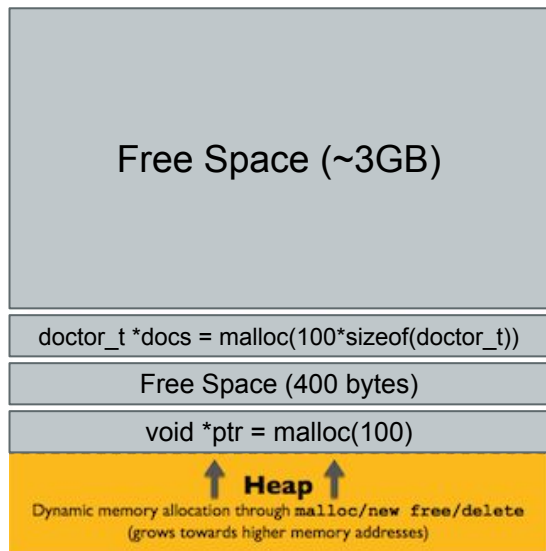 Free Space (~3GB)
doctor_t *docs = malloc(100*sizeof(doctor_t))
Free Space (400 bytes)
void *ptr = malloc(100)
Heap
Dynamic memory allocation through malloc/new free/delete
(grows towards higher memory addresses)